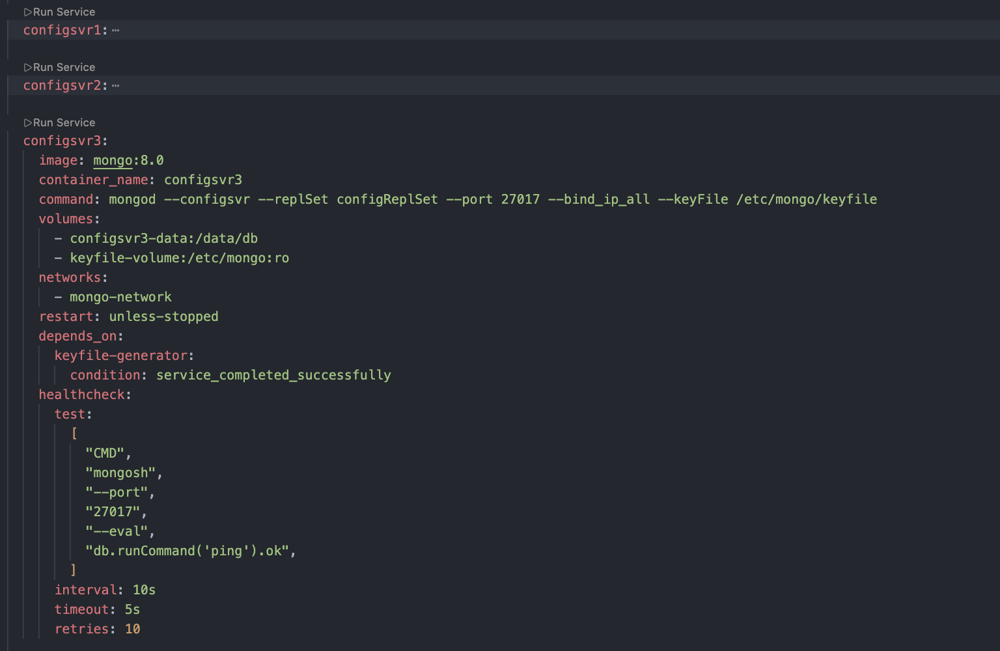 ▷Run Service
configsvr1: ⋯
▷Run Service
configsvr2: ⋯
▷Run Service
configsvr3:
  image: mongo:8.0
  container_name: configsvr3
  command: mongod --configsvr --replSet configReplSet --port 27017 --bind_ip_all --keyFile /etc/mongo/keyfile
  volumes:
    - configsvr3-data:/data/db
    - keyfile-volume:/etc/mongo:ro
  networks:
    - mongo-network
  restart: unless-stopped
  depends_on:
    keyfile-generator:
      condition: service_completed_successfully
  healthcheck:
    test:
      [
        "CMD",
        "mongosh",
        "--port",
        "27017",
        "--eval",
        "db.runCommand('ping').ok",
      ]
    interval: 10s
    timeout: 5s
    retries: 10